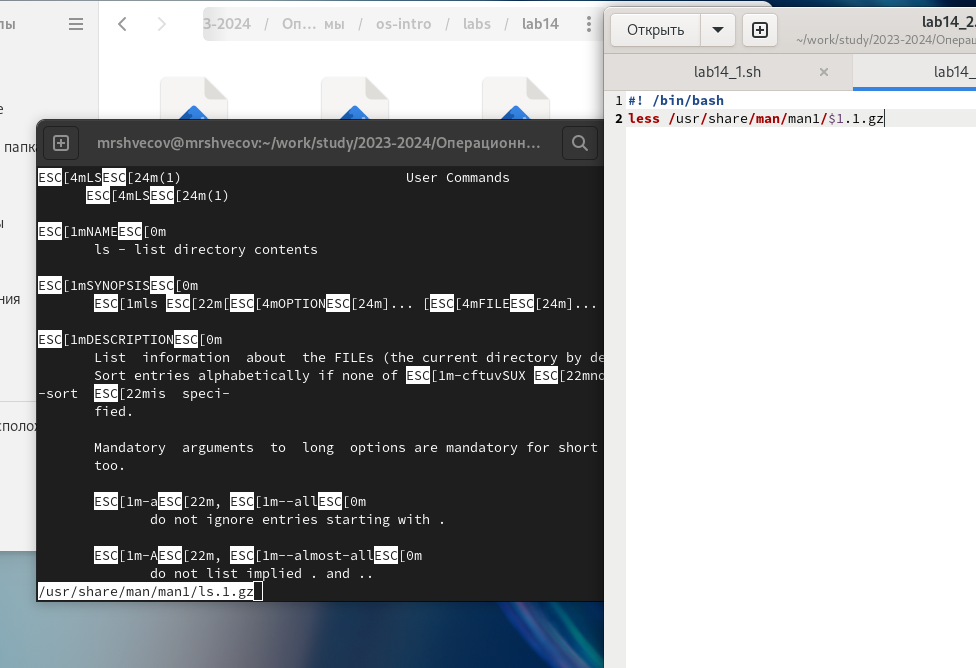 лы
3-2024 / Оп… мы / os-intro / labs / lab14
Открыть
lab14_2.
~/work/study/2023-2024/Операц
lab14_1.sh ×
lab14_
1 #! /bin/bash
2 less /usr/share/man/man1/$1.1.gz
е
папк
ы
ния
сполож
mrshvecov@mrshvecov:~/work/study/2023-2024/Операционн…
ESC[4mLSESC[24m(1) User Commands
ESC[4mLSESC[24m(1)
ESC[1mNAMEESC[0m
ls - list directory contents
ESC[1mSYNOPSISESC[0m
ESC[1mls ESC[22m[ESC[4mOPTIONESC[24m]... [ESC[4mFILEESC[24m]...
ESC[1mDESCRIPTIONESC[0m
List information about the FILEs (the current directory by de
Sort entries alphabetically if none of ESC[1m-cftuvSUX ESC[22mno
-sort ESC[22mis speci-
fied.
Mandatory arguments to long options are mandatory for short
too.
ESC[1m-aESC[22m, ESC[1m--allESC[0m
do not ignore entries starting with .
ESC[1m-AESC[22m, ESC[1m--almost-allESC[0m
do not list implied . and ..
/usr/share/man/man1/ls.1.gz